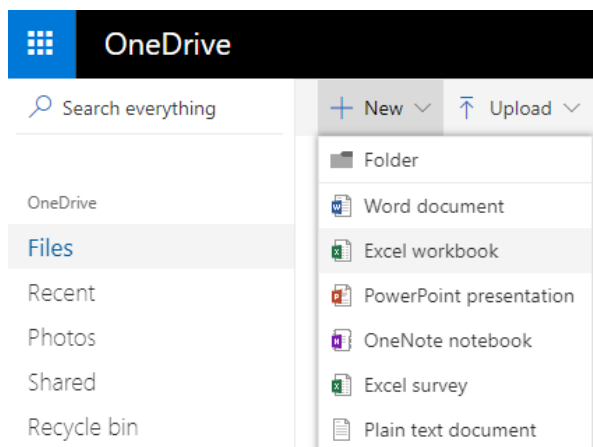 OneDrive
Search everything
New
Upload
OneDrive
Files
Recent
Photos
Shared
Recycle bin
Folder
Word document
Excel workbook
PowerPoint presentation
OneNote notebook
Excel survey
Plain text document